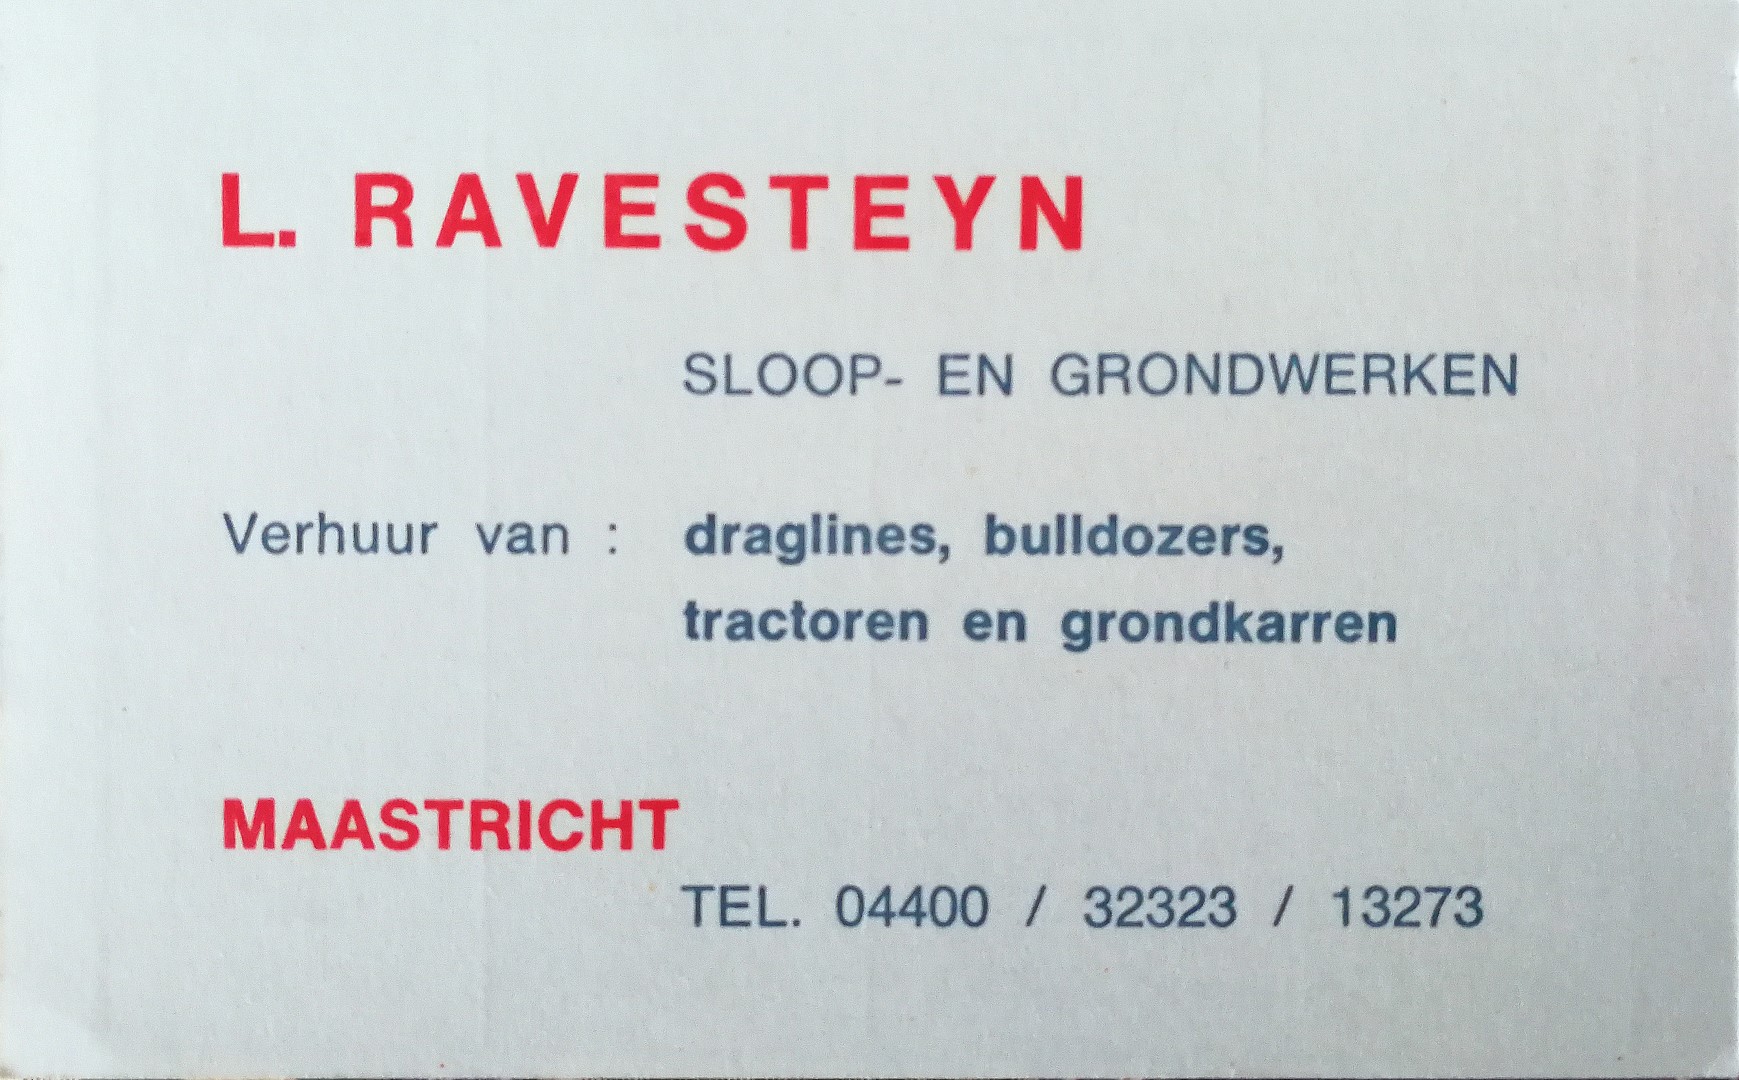 L. RAVESTEYN
SLOOP- EN GRONDWERKEN
Verhuur van : draglines, bulldozers,
tractoren en grondkarren
MAASTRICHT
TEL. 04400 / 32323 / 13273